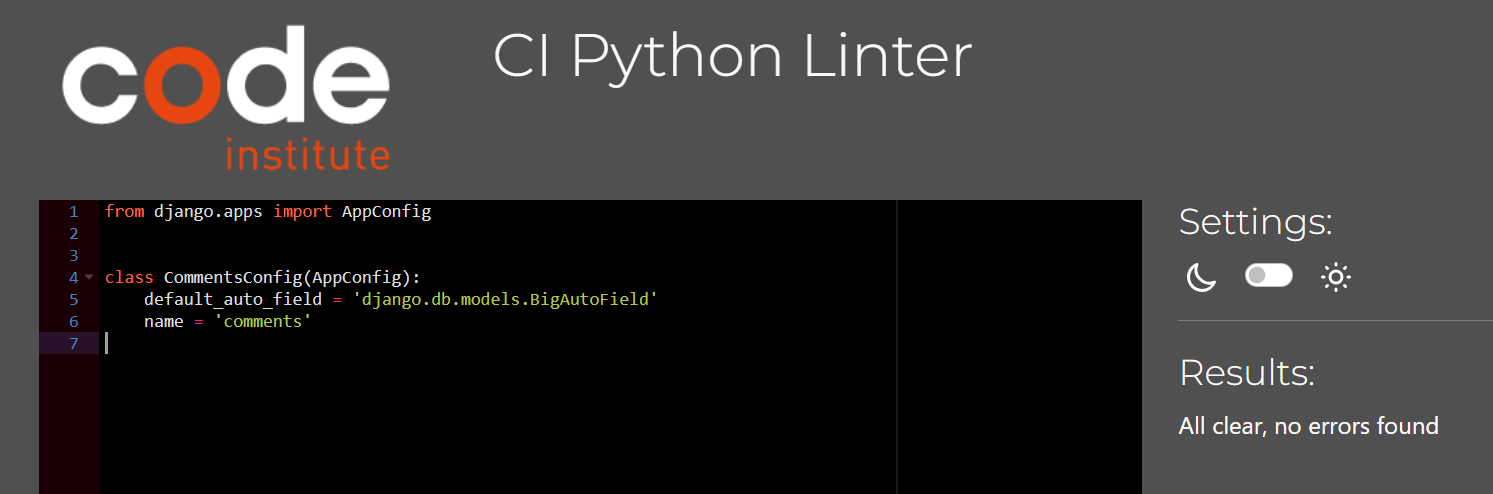 code
institute
CI Python Linter
1 from django.apps import AppConfig
2
3
4 class CommentsConfig(AppConfig):
5     default_auto_field = 'django.db.models.BigAutoField'
6     name = 'comments'
7
Settings:
Results:
All clear, no errors found